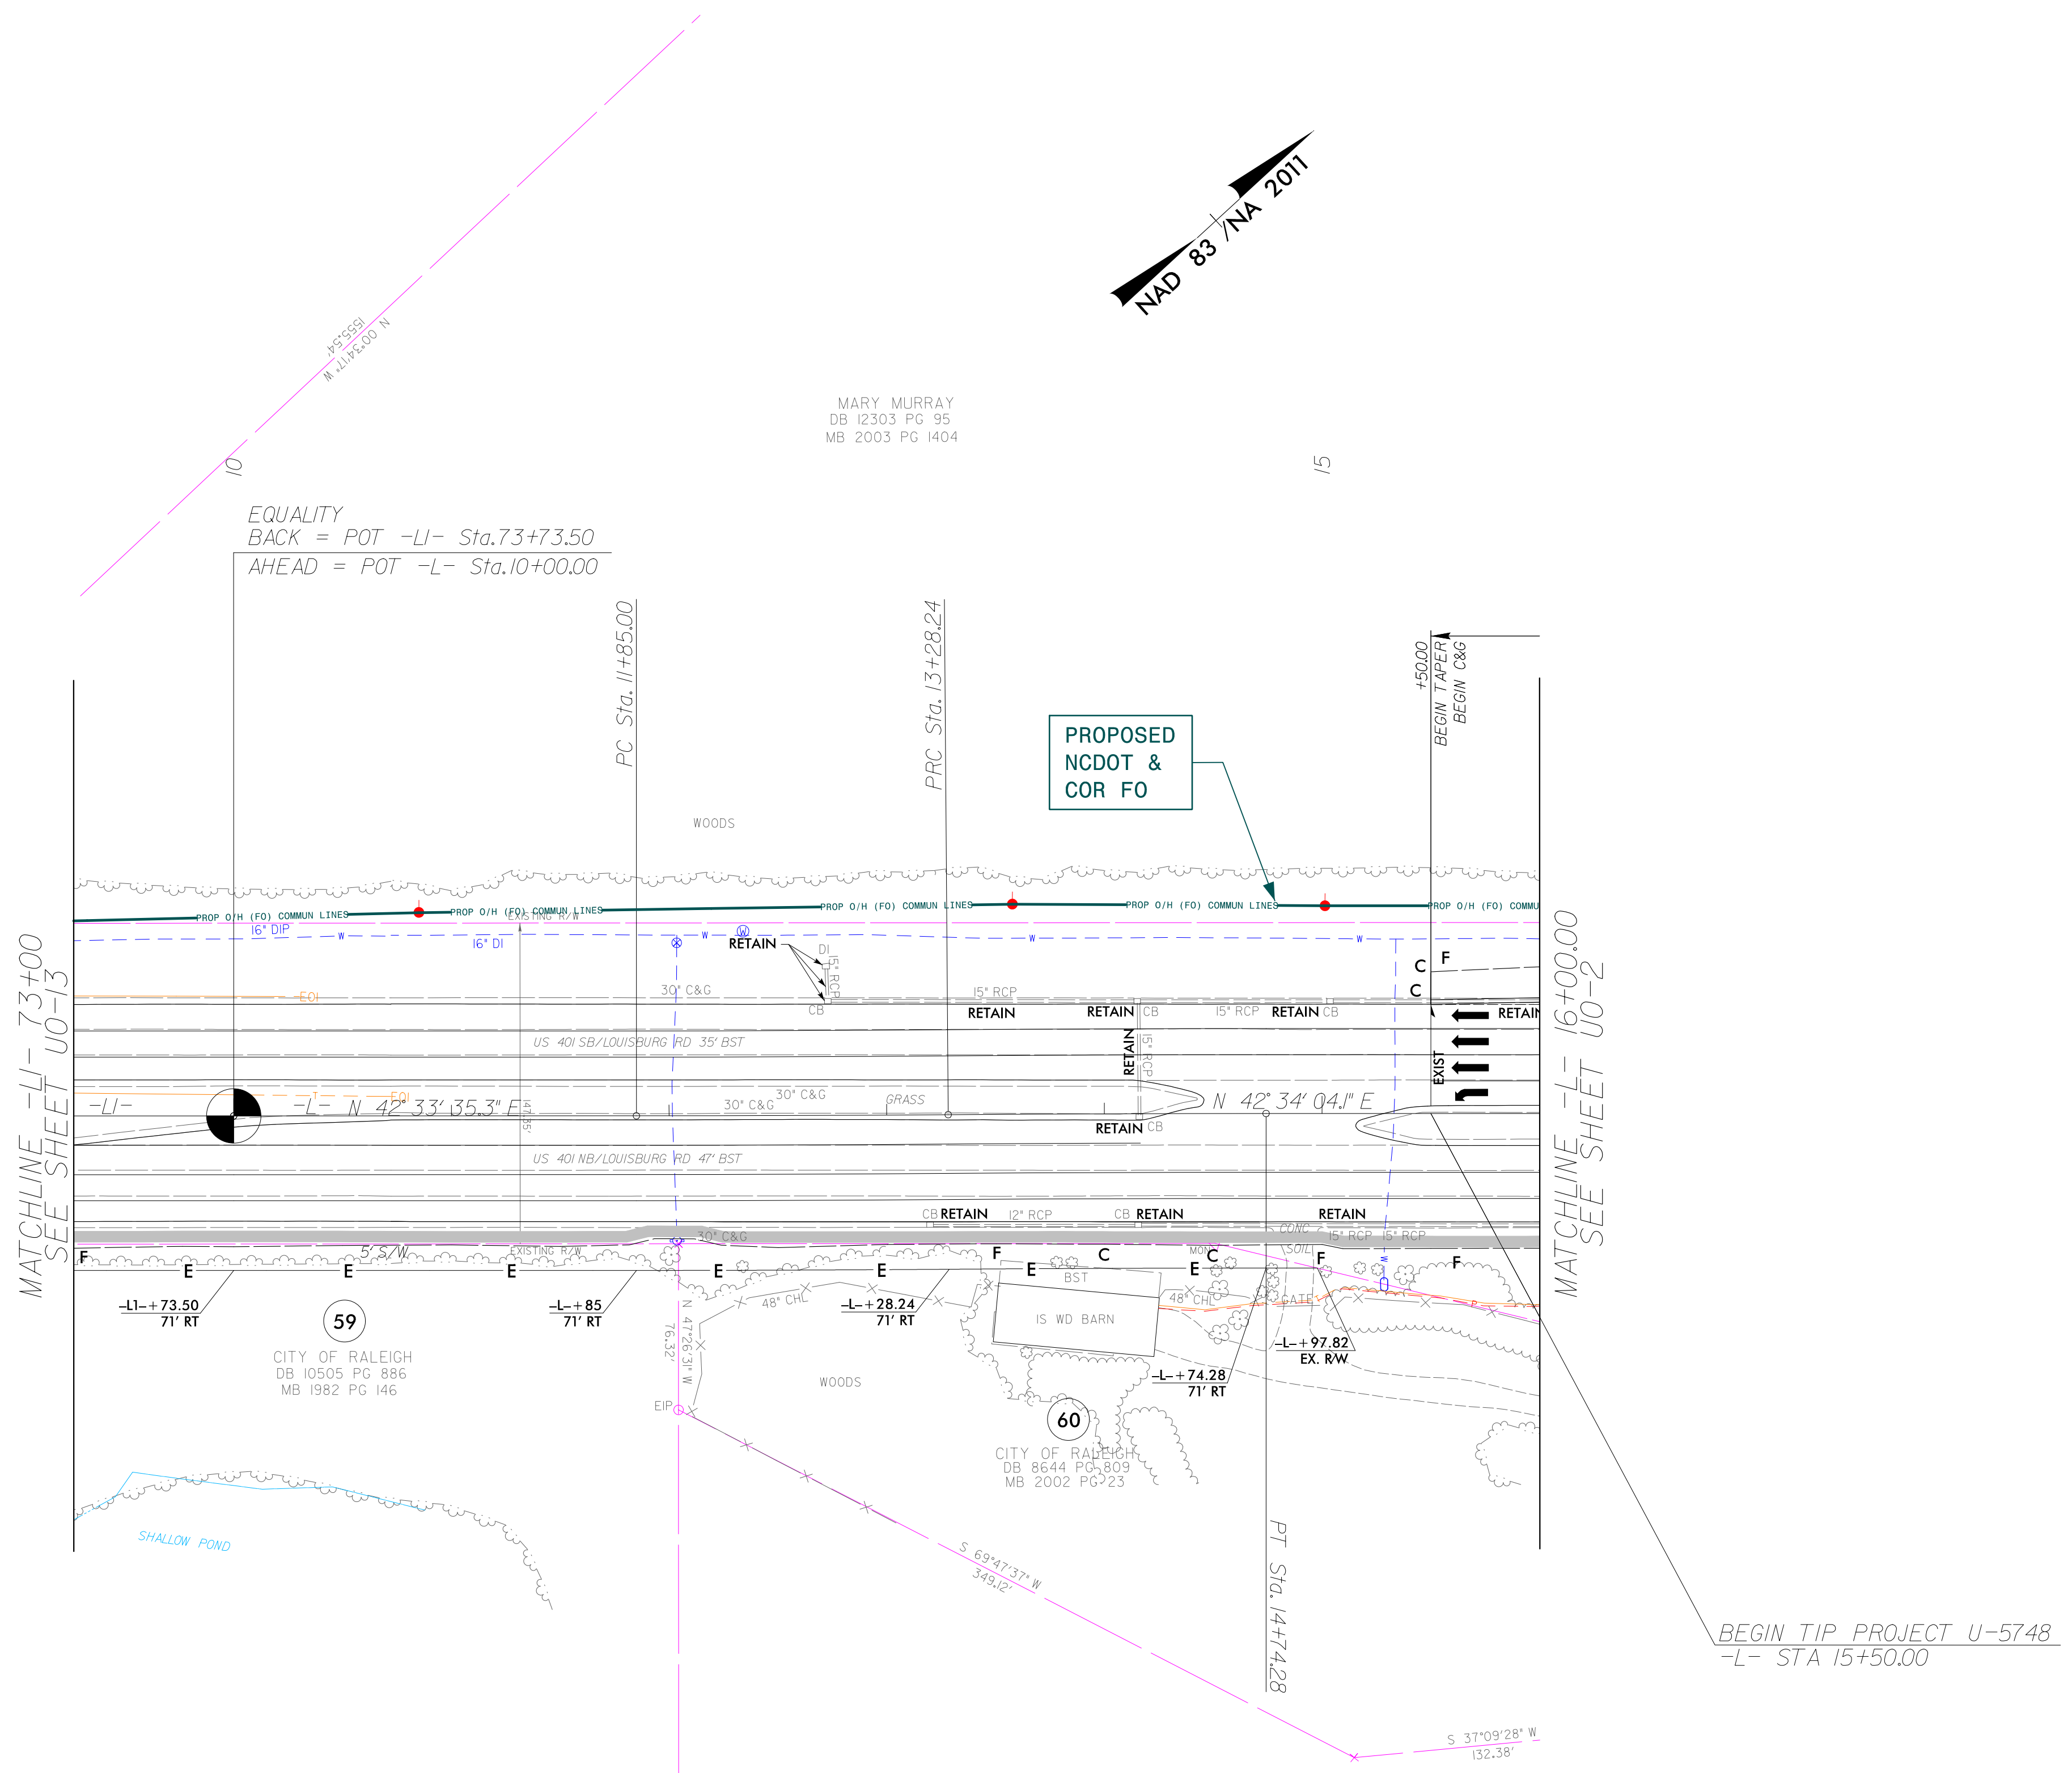 NAD 83 /NA 2011
N 00°34'17" W
1555.54'
MARY MURRAY
DB 12303 PG 95
MB 2003 PG 1404
10
15
EQUALITY
BACK = POT -L1- Sta.73+73.50
AHEAD = POT -L- Sta.10+00.00
PC Sta. 11+85.00
PRC Sta. 13+28.24
+50.00
BEGIN TAPER
BEGIN C&G
PROPOSED
NCDOT &
COR FO
WOODS
PROP O/H (FO) COMMUN LINES
PROP O/H (FO) COMMUN LINES
PROP O/H (FO) COMMUN LINES
PROP O/H (FO) COMMUN LINES
PROP O/H (FO) COMMU
EXISTING R/W
16" DIP
W
16" DI
W
W
W
W
RETAIN
DI
15" RCP
C
F
C
EOI
30" C&G
15" RCP
CB
RETAIN
RETAIN
CB
15" RCP
RETAIN
CB
RETAIN
US 401 SB/LOUISBURG RD 35' BST
RETAIN
15" RCP
EXIST
T
EOI
30" C&G
30" C&G
GRASS
-L1-
-L- N 42° 33' 35.3" E
147.85'
N 42° 34' 04.1" E
RETAIN
CB
US 401 NB/LOUISBURG RD 47' BST
CB
RETAIN
12" RCP
CB
RETAIN
RETAIN
CONC
15" RCP
15" RCP
30" C&G
5' S/W
EXISTING R/W
MON
SOIL
F
F
C
C
F
F
W
E
E
E
E
E
E
E
BST
48" CHL
48" CHL
GATE
P
-L1-+73.50
71' RT
-L-+85
71' RT
-L-+28.24
71' RT
IS WD BARN
-L-+97.82
EX. R/W
-L-+74.28
71' RT
59
CITY OF RALEIGH
DB 10505 PG 886
MB 1982 PG 146
N 47°26'31" W
76.32'
EIP
WOODS
60
CITY OF RALEIGH
DB 8644 PG 809
MB 2002 PG 23
SHALLOW POND
S 69°47'37" W
349.12'
PT Sta. 14+74.28
S 37°09'28" W
132.38'
BEGIN TIP PROJECT U-5748
-L- STA 15+50.00
MATCHLINE -L1- 73+00
SEE SHEET UO-13
MATCHLINE -L- 16+00.00
SEE SHEET UO-2